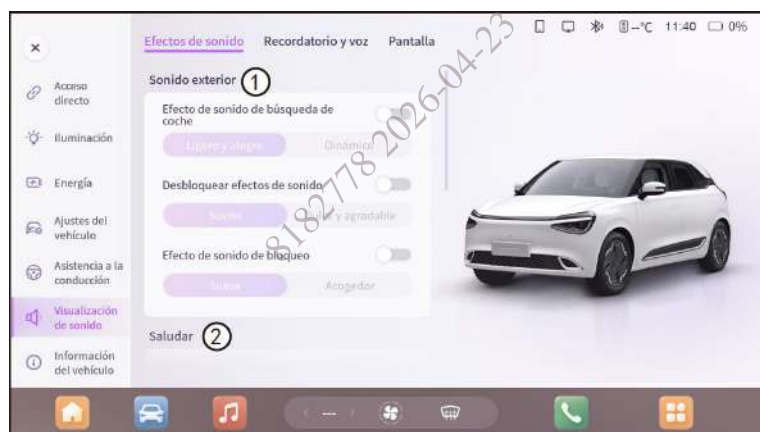 --°C 11:40 0%
Efectos de sonido Recordatorio y voz Pantalla
Sonido exterior 1
Efecto de sonido de búsqueda de
coche
Ligero y alegre Dinámico
Desbloquear efectos de sonido
Suave y agradable
Efecto de sonido de bloqueo
Suave Acogedor
Saludar 2
Acceso
directo
Iluminación
Energía
Ajustes del
vehículo
Asistencia a la
conducción
Visualización
de sonido
Información
del vehículo
---
8182778 2026-04-23